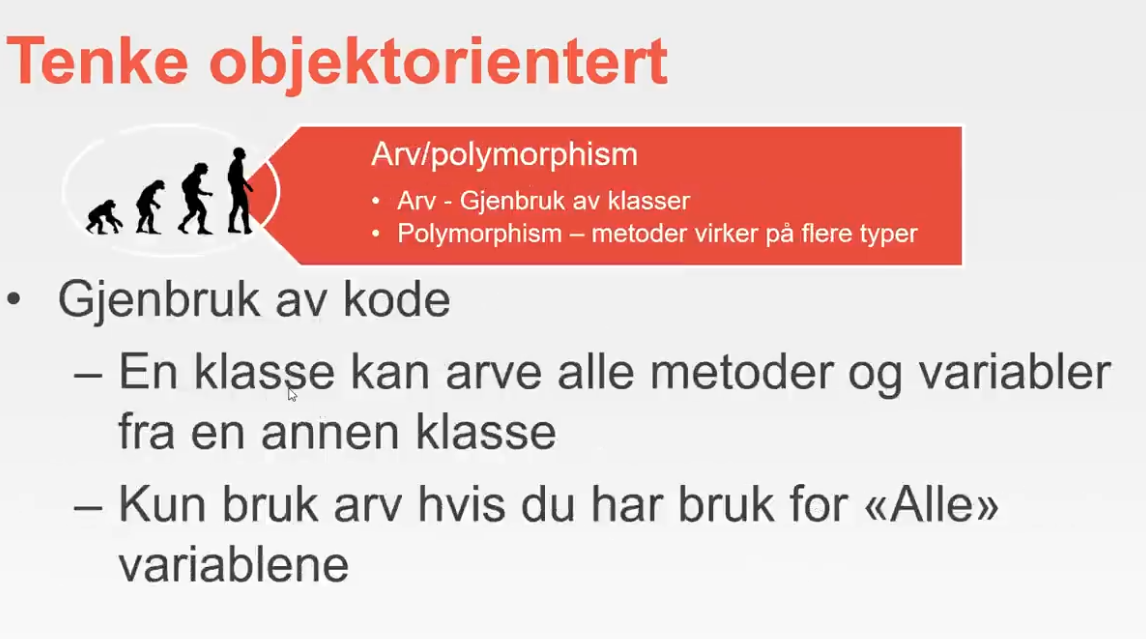 Tenke objektorientert
Arv/polymorphism
• Arv - Gjenbruk av klasser
• Polymorphism – metoder virker på flere typer
• Gjenbruk av kode
– En klasse kan arve alle metoder og variabler
fra en annen klasse
– Kun bruk arv hvis du har bruk for «Alle»
variablene